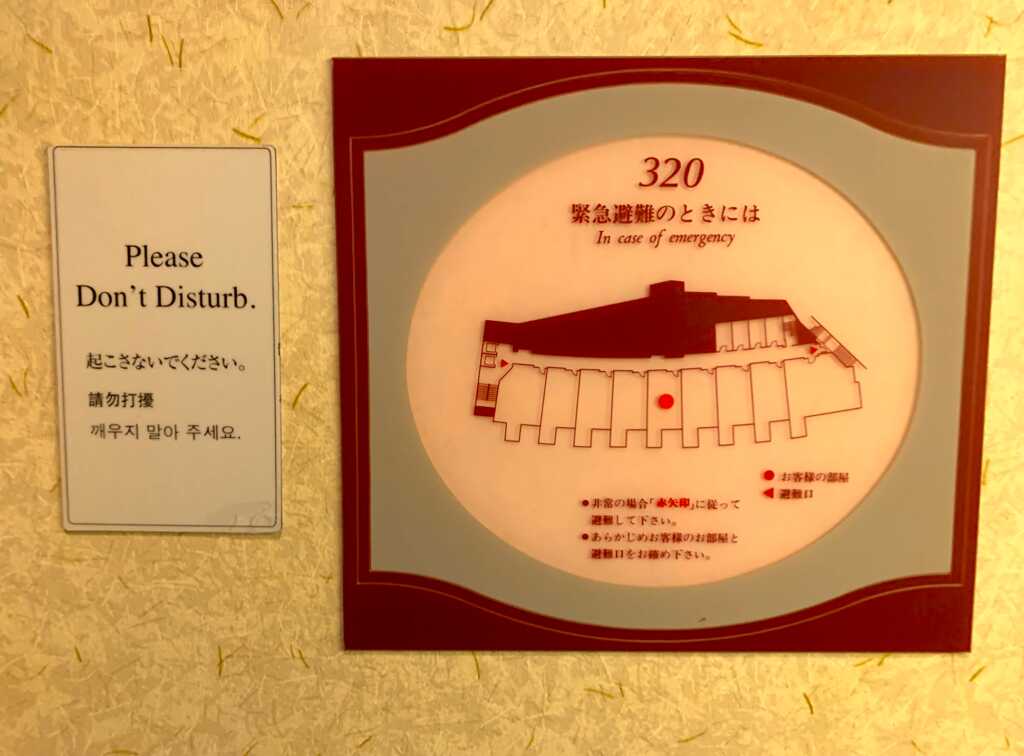 Please
Don't Disturb.
起こさないでください。
請勿打擾
깨우지 말아 주세요.
320
緊急避難のときには
In case of emergency
お客様の部屋
避難口
●非常の場合「赤矢印」に従って
避難して下さい。
●あらかじめお客様のお部屋と
避難口をお確め下さい。